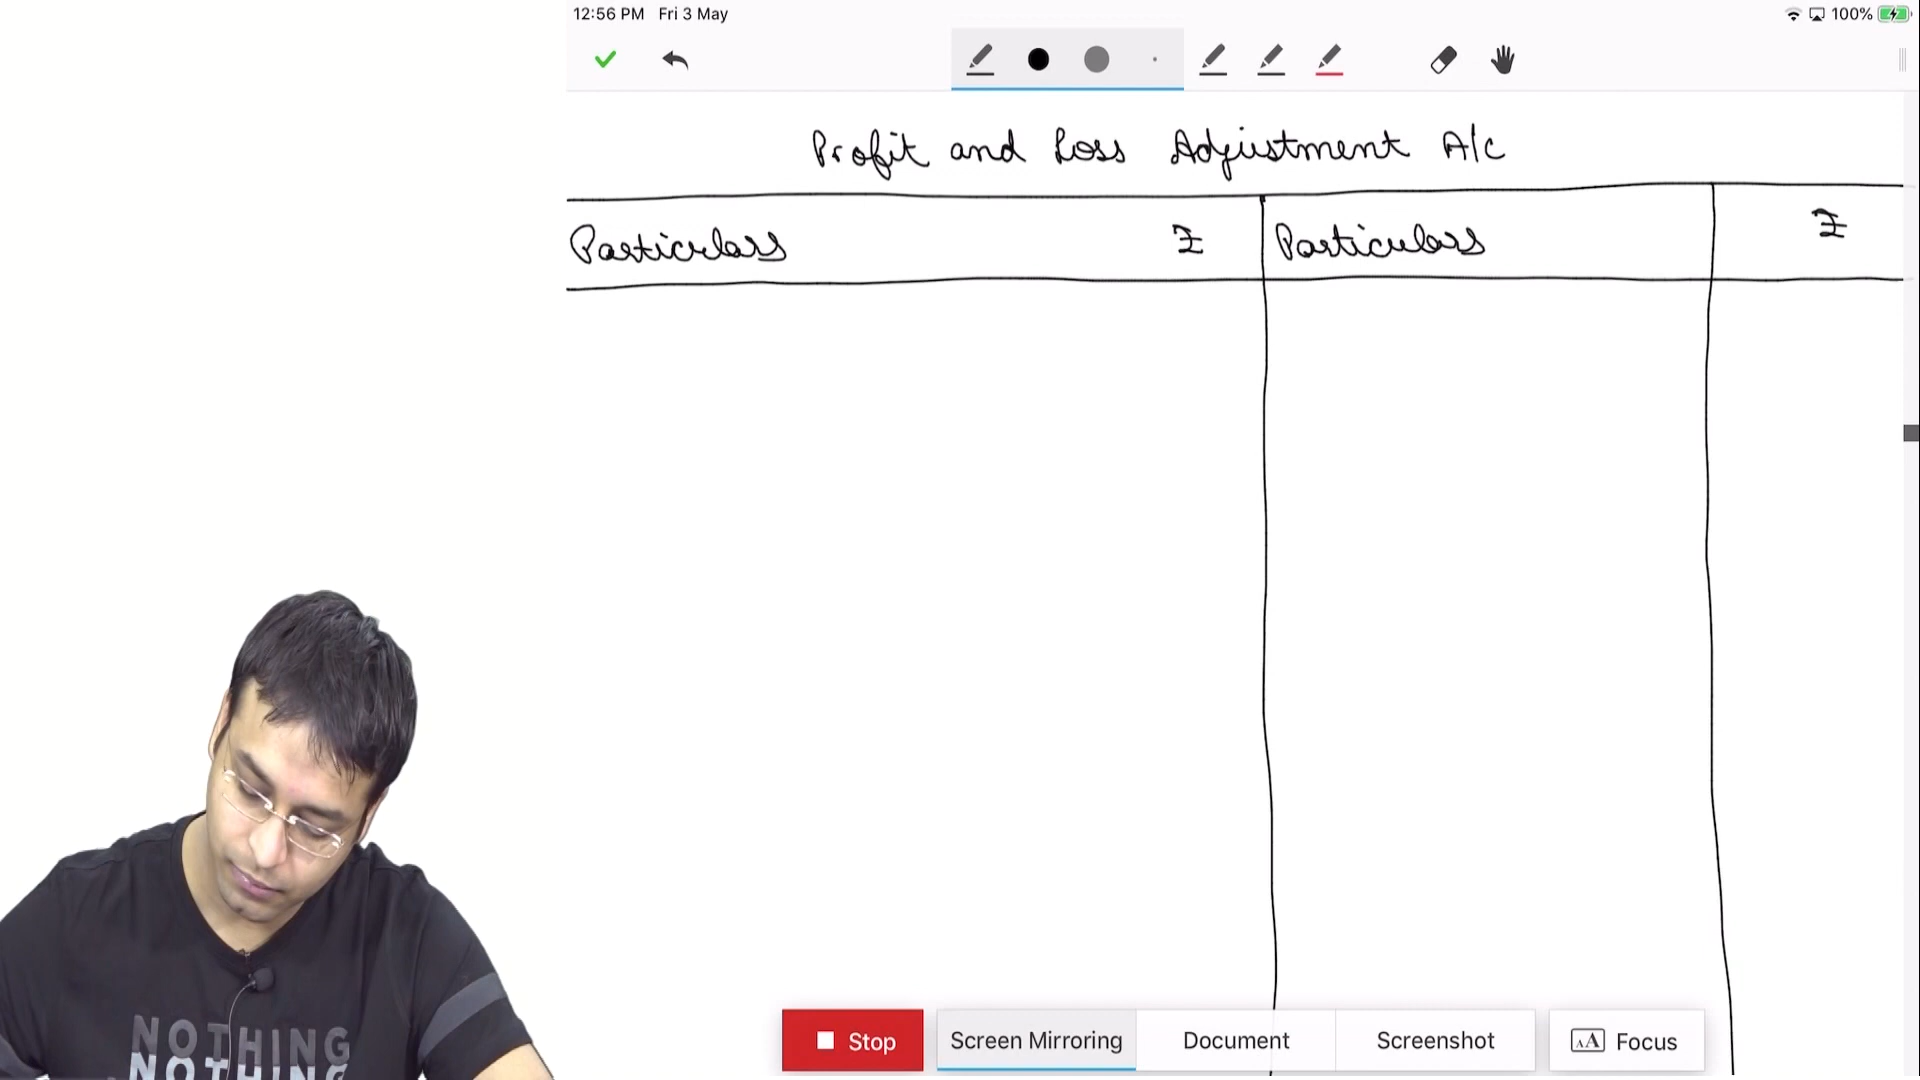 12:56 PM Fri 3 May 100%
Profit and Loss Adjustment A/c
Particulars ₹ Particulars ₹
NOTHING
NOTHING
Stop Screen Mirroring Document Screenshot AA Focus